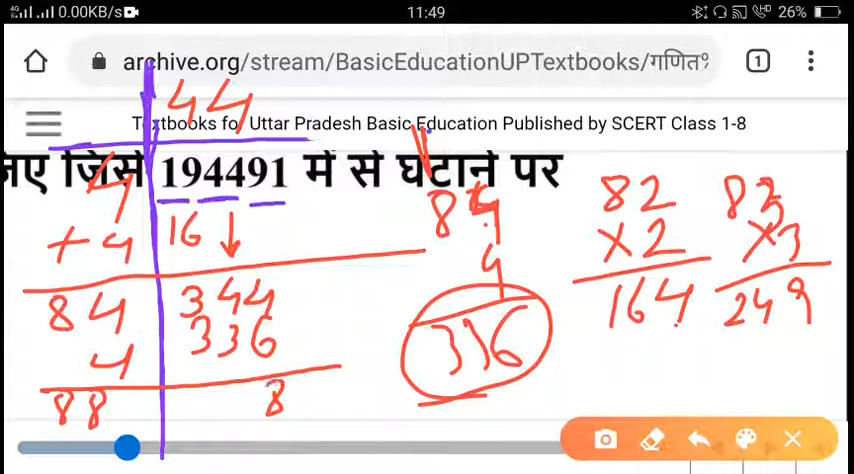 4G 0.00KB/s 11:49 HD 26%
archive.org/stream/BasicEducationUPTextbooks/गणित% 1
44
Textbooks fo Uttar Pradesh Basic Education Published by SCERT Class 1-8
जिए जिसे 194491 में से घटाने पर
4
+ 4 16
84 4 336
82 × 2 164
83 × 3 249
84 344
4 336
88 8